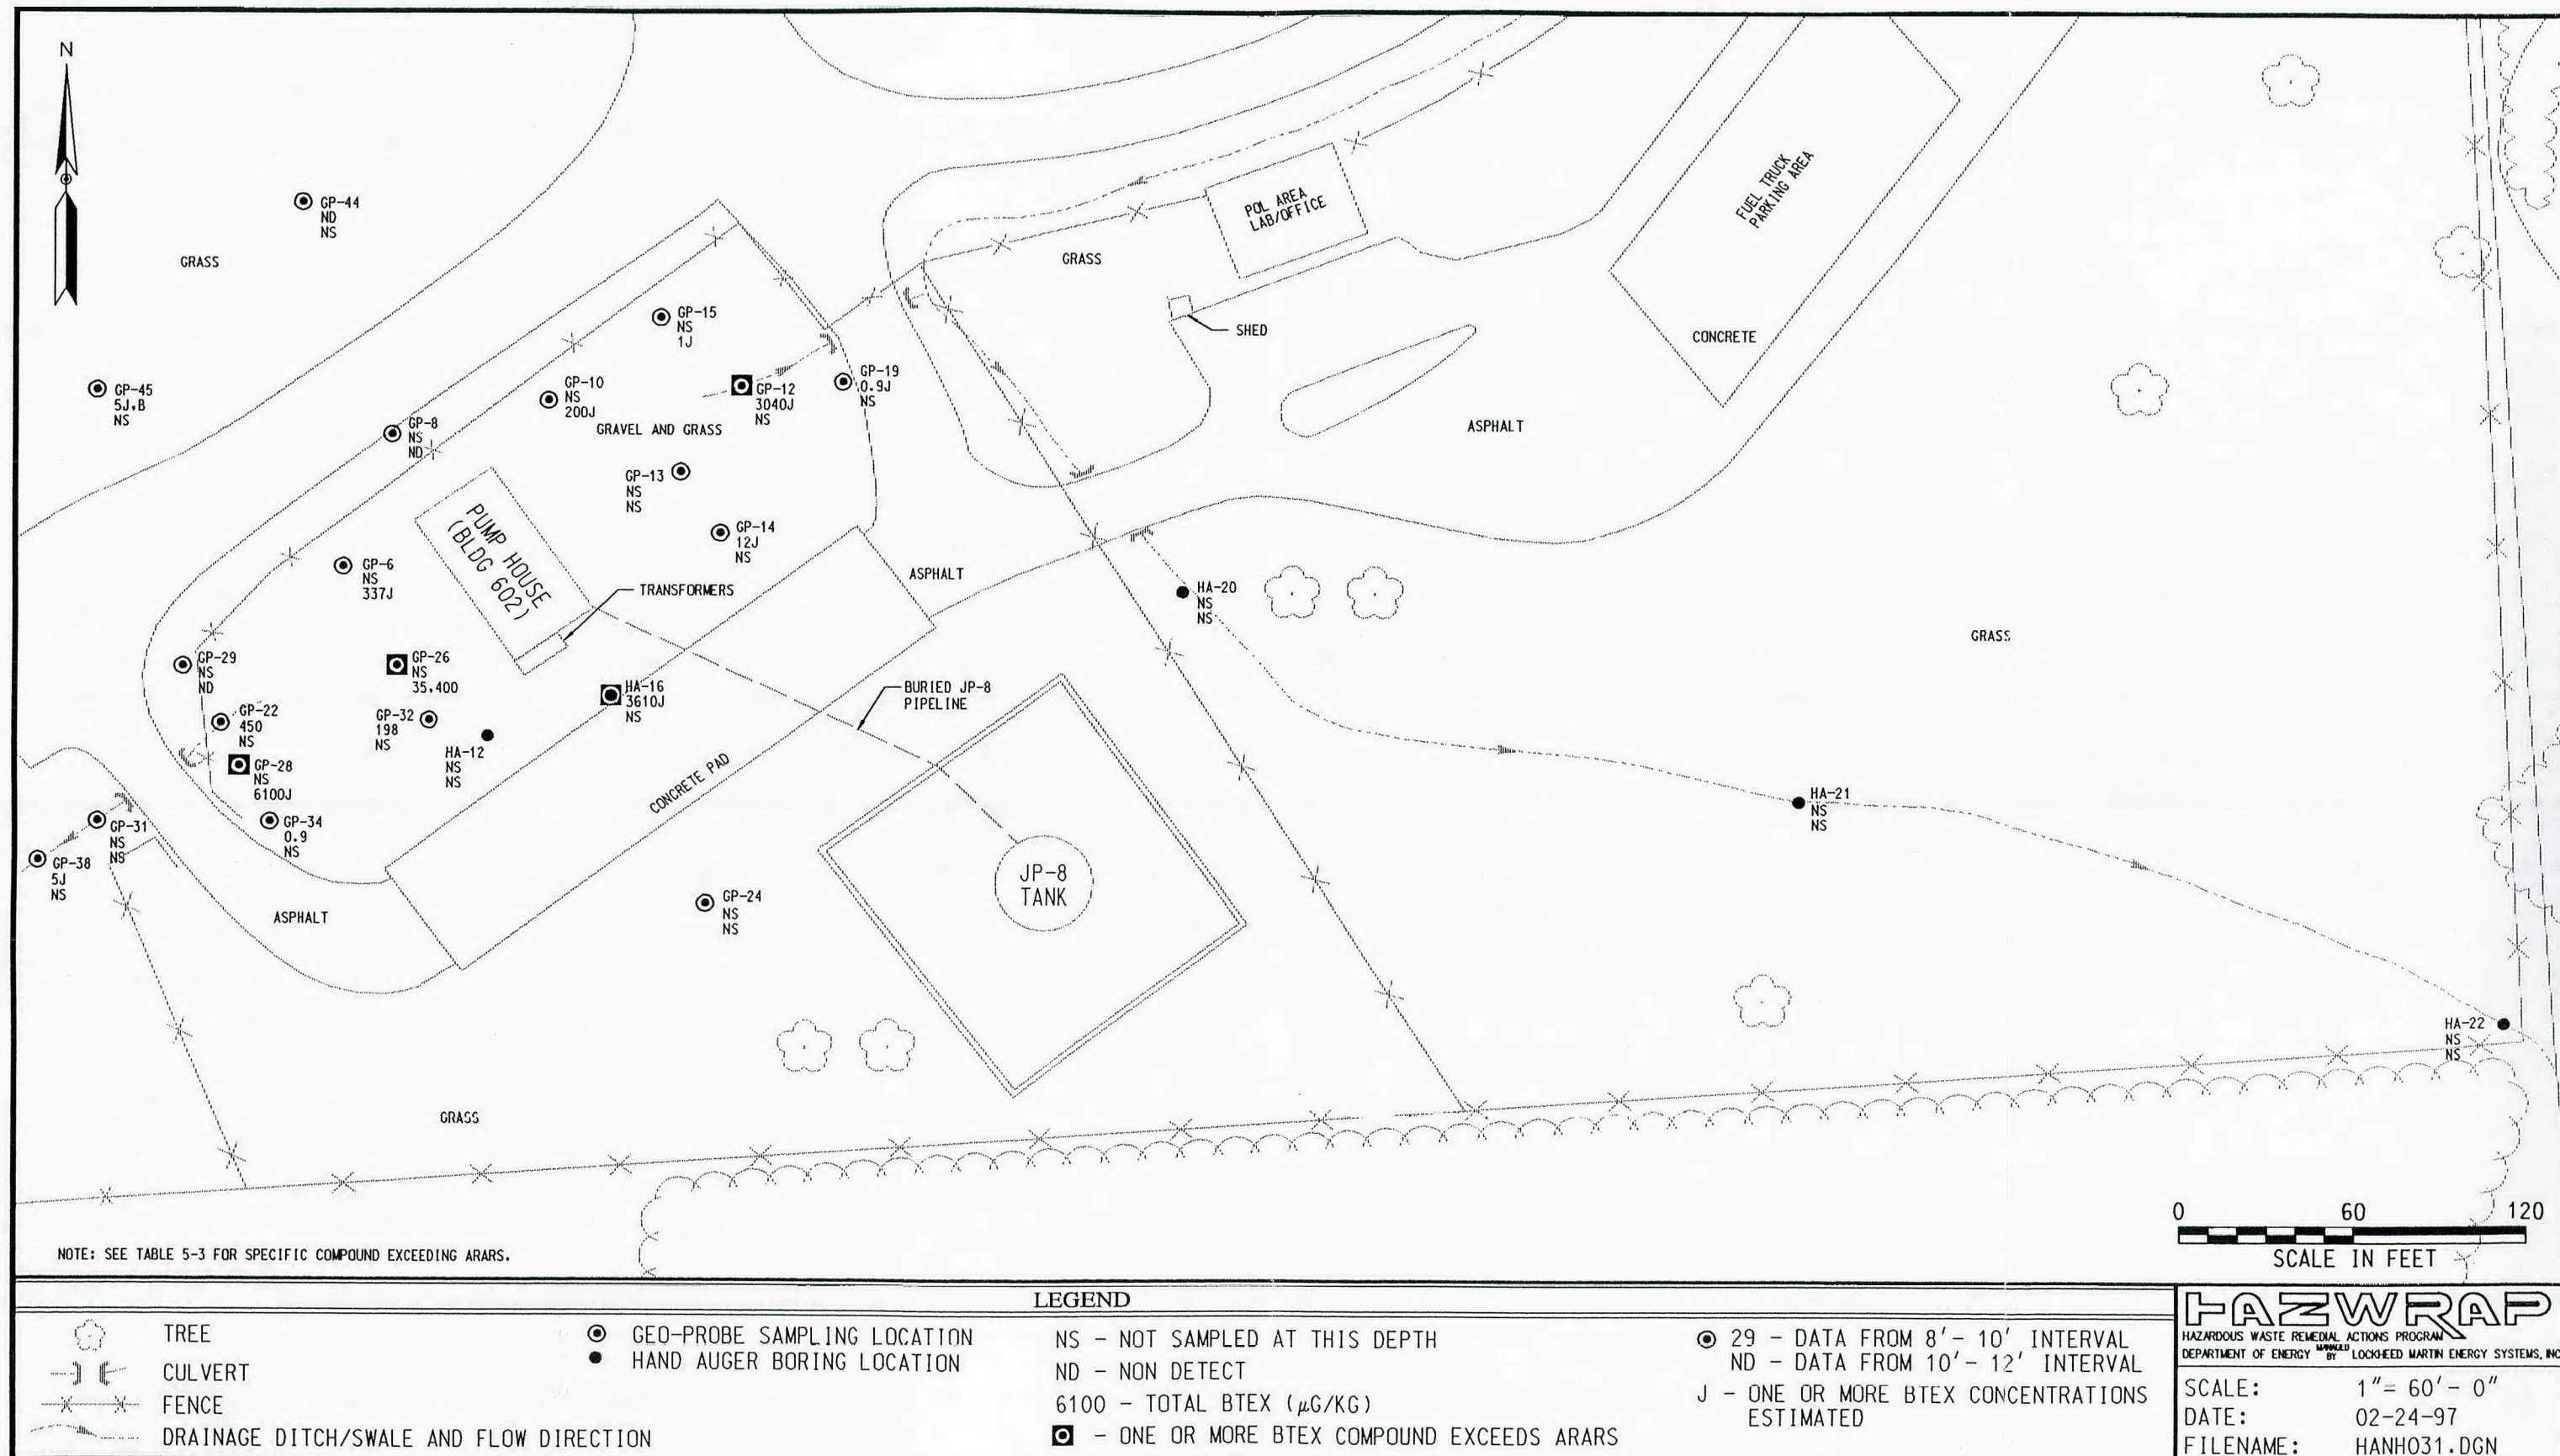 N
GP-44
ND
NS
GRASS
POL AREA
LAB/OFFICE
FUEL TRUCK
PARKING AREA
GRASS
GP-15
NS
1J
SHED
CONCRETE
GP-45
5J,B
NS
GP-10
NS
200J
GP-12
3040J
NS
GP-19
0.9J
NS
GP-8
NS
ND
GRAVEL AND GRASS
ASPHALT
GP-13
NS
NS
PUMP HOUSE
(BLDG 602)
GP-14
12J
NS
GP-6
NS
337J
ASPHALT
TRANSFORMERS
HA-20
NS
NS
GRASS
GP-29
NS
ND
GP-26
NS
35,400
HA-16
3610J
NS
BURIED JP-8
PIPELINE
GP-22
450
NS
GP-32
198
NS
HA-12
NS
NS
GP-28
NS
6100J
CONCRETE PAD
HA-21
NS
NS
GP-31
NS
NS
GP-34
0.9
NS
GP-38
5J
NS
JP-8
TANK
GP-24
NS
NS
ASPHALT
HA-22
NS
NS
GRASS
0 60 120
SCALE IN FEET
NOTE: SEE TABLE 5-3 FOR SPECIFIC COMPOUND EXCEEDING ARARS.
LEGEND
TREE
CULVERT
FENCE
DRAINAGE DITCH/SWALE AND FLOW DIRECTION
GEO-PROBE SAMPLING LOCATION
HAND AUGER BORING LOCATION
NS - NOT SAMPLED AT THIS DEPTH
ND - NON DETECT
6100 - TOTAL BTEX (µG/KG)
- ONE OR MORE BTEX COMPOUND EXCEEDS ARARS
29 - DATA FROM 8'- 10' INTERVAL
ND - DATA FROM 10'- 12' INTERVAL
J - ONE OR MORE BTEX CONCENTRATIONS
ESTIMATED
HAZWRAP
HAZARDOUS WASTE REMEDIAL ACTIONS PROGRAM
DEPARTMENT OF ENERGY MANAGED BY LOCKHEED MARTIN ENERGY SYSTEMS, INC
SCALE: 1"= 60'- 0"
DATE: 02-24-97
FILENAME: HANHO31.DGN